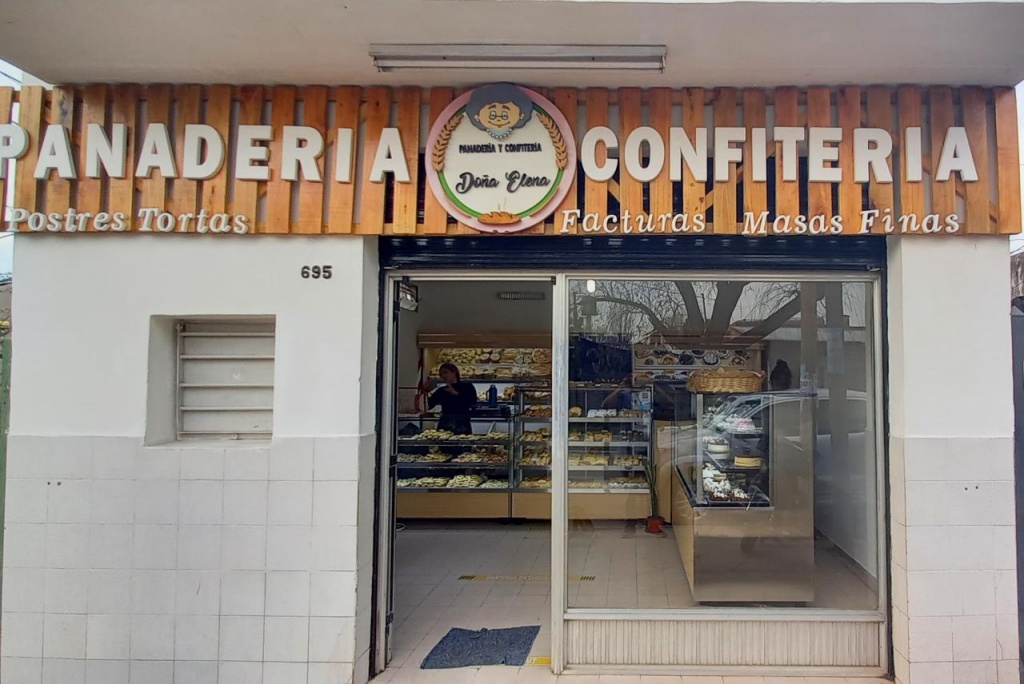 PANADERIA CONFITERIA
PANADERÍA Y CONFITERÍA
Doña Elena
Postres Tortas
Facturas Masas Finas
695